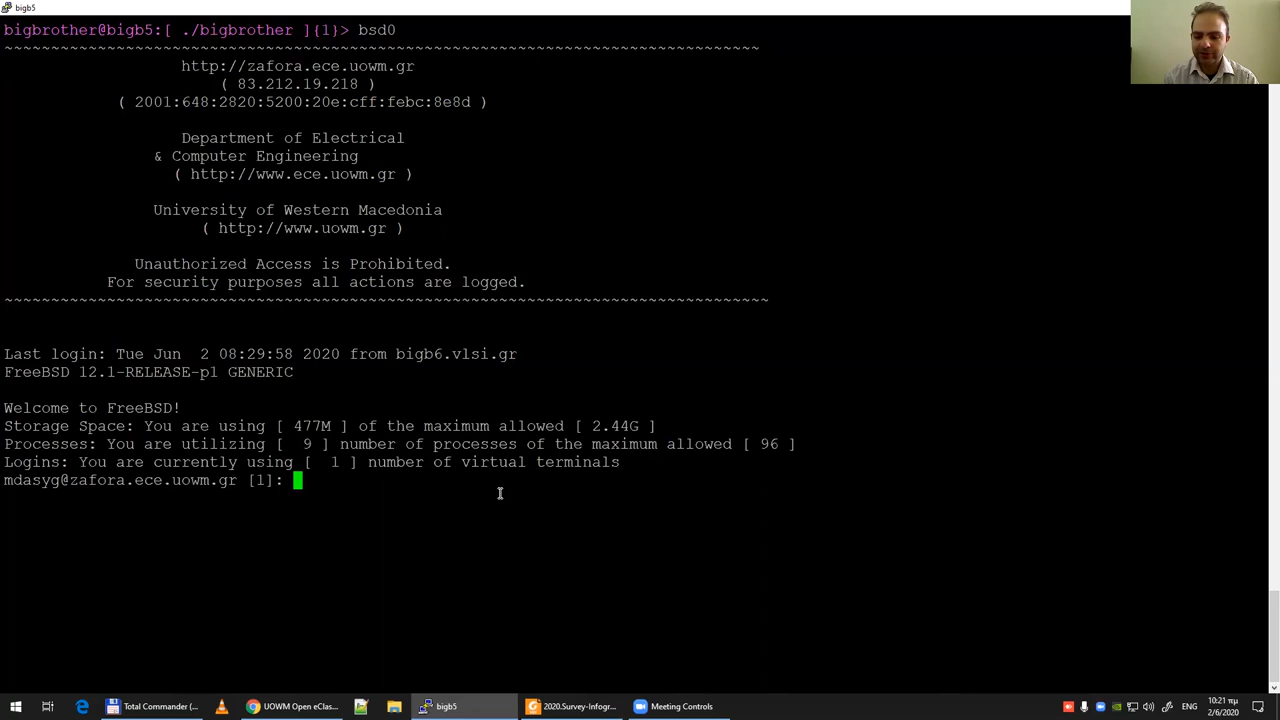 bigb5
bigbrother@bigb5:[ ./bigbrother ]{1}> bsd0
~~~~~~~~~~~~~~~~~~~~~~~~~~~~~~~~~~~~~~~~~~~~~~~~~~~~~~~~~~~~~~~~~~~~~~~~~~~~~~~~~
http://zafora.ece.uowm.gr
( 83.212.19.218 )
( 2001:648:2820:5200:20e:cff:febc:8e8d )
Department of Electrical
& Computer Engineering
( http://www.ece.uowm.gr )
University of Western Macedonia
( http://www.uowm.gr )
Unauthorized Access is Prohibited.
For security purposes all actions are logged.
~~~~~~~~~~~~~~~~~~~~~~~~~~~~~~~~~~~~~~~~~~~~~~~~~~~~~~~~~~~~~~~~~~~~~~~~~~~~~~~~~~
Last login: Tue Jun  2 08:29:58 2020 from bigb6.vlsi.gr
FreeBSD 12.1-RELEASE-p1 GENERIC
Welcome to FreeBSD!
Storage Space: You are using [ 477M ] of the maximum allowed [ 2.44G ]
Processes: You are utilizing [  9 ] number of processes of the maximum allowed [ 96 ]
Logins: You are currently using [  1 ] number of virtual terminals
mdasyg@zafora.ece.uowm.gr [1]:
Total Commander (...
UOWM Open eClas...
bigb5
2020.Survey-Infogr...
Meeting Controls
ENG
10:21 πμ
2/6/2020